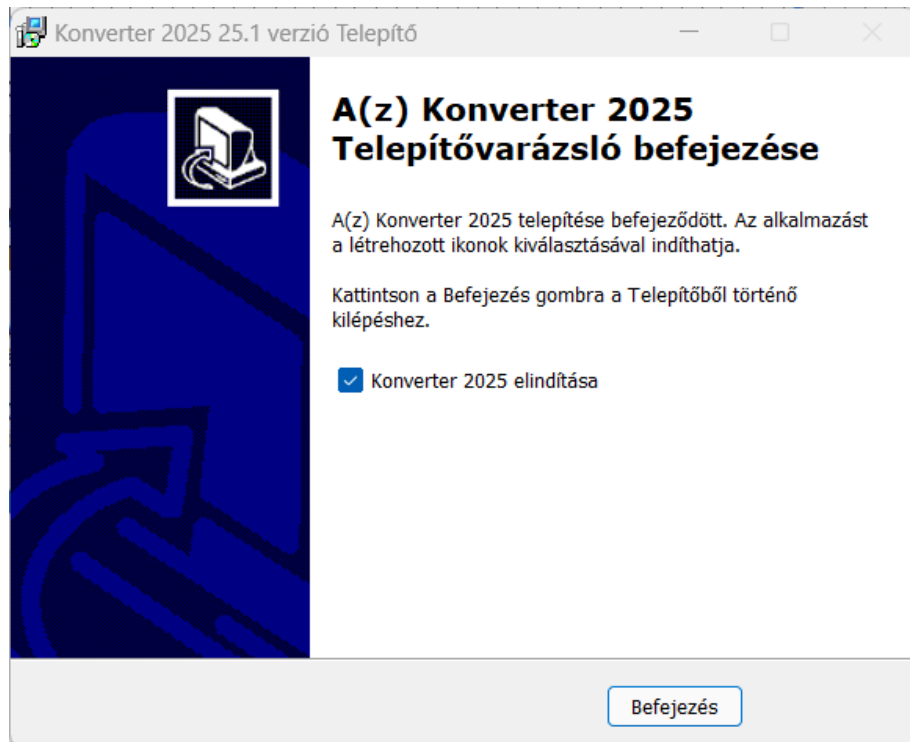 Konverter 2025 25.1 verzió Telepítő
A(z) Konverter 2025
Telepítővarázsló befejezése
A(z) Konverter 2025 telepítése befejeződött. Az alkalmazást
a létrehozott ikonok kiválasztásával indíthatja.
Kattintson a Befejezés gombra a Telepítőből történő
kilépéshez.
Konverter 2025 elindítása
Befejezés